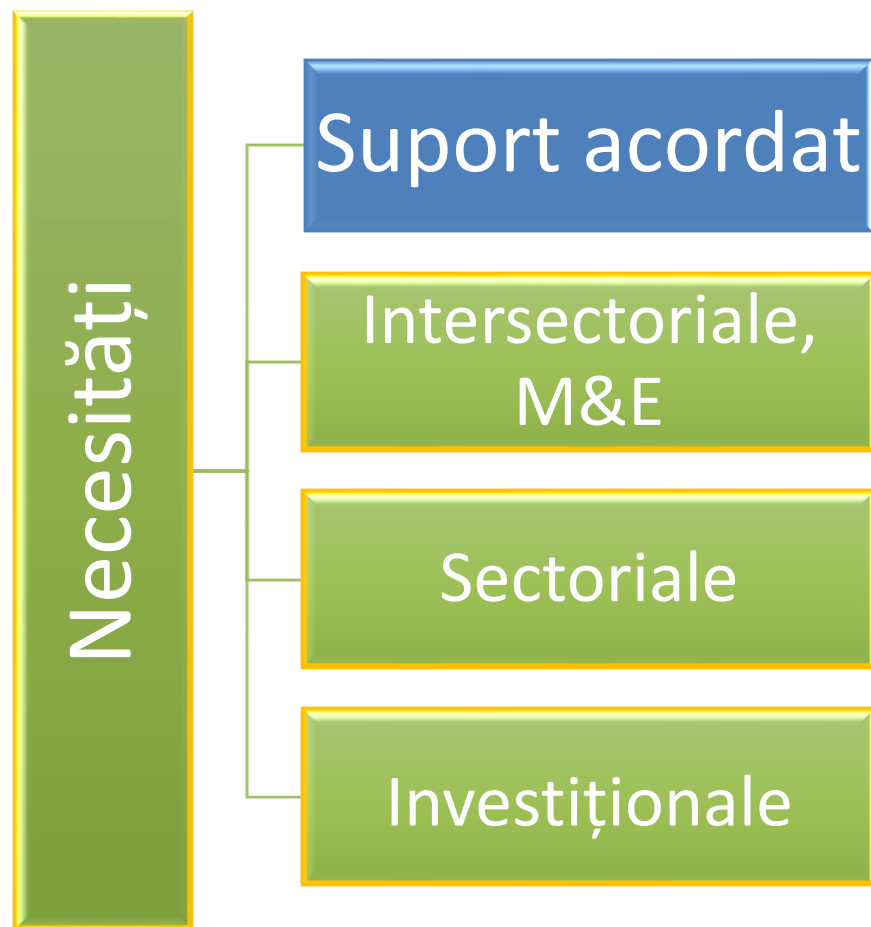 Necesități
Suport acordat
Intersectoriale,
M&E
Sectoriale
Investiționale